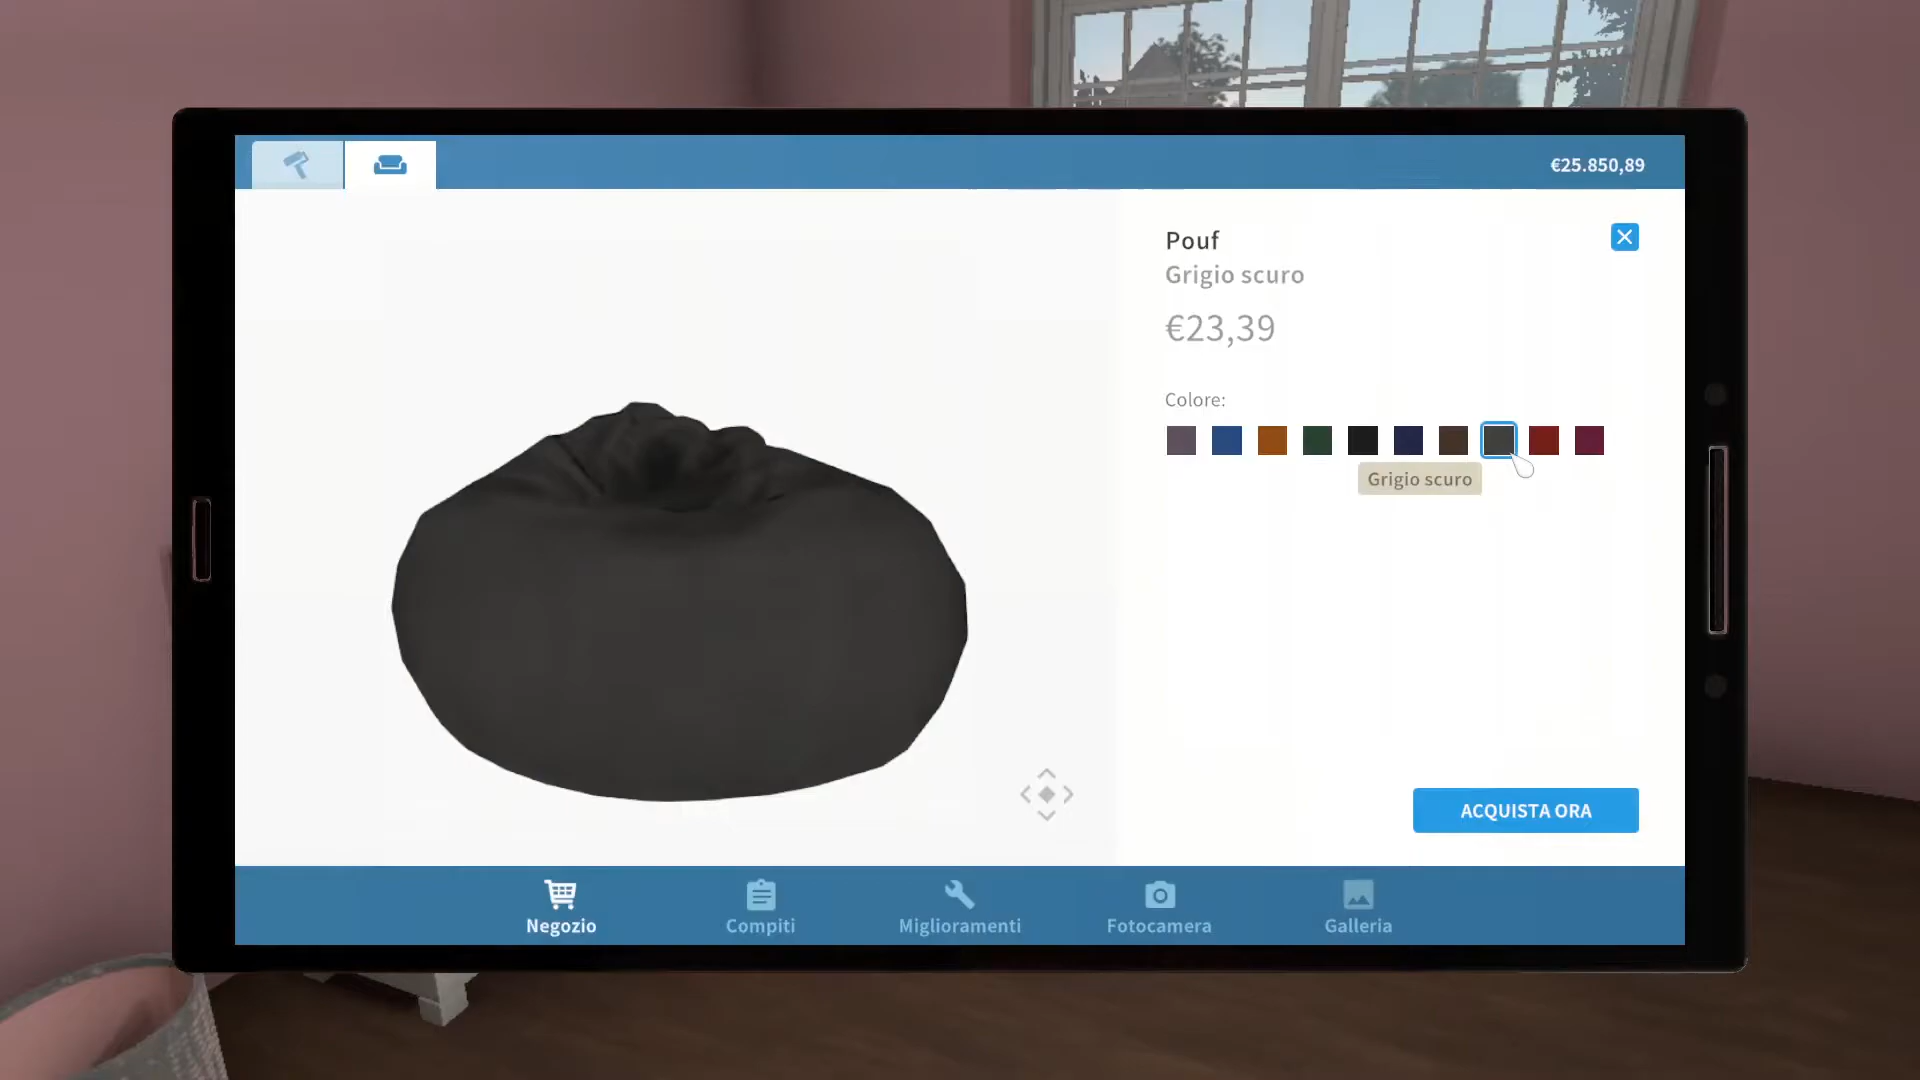 €25.850,89
Pouf
Grigio scuro
€23,39
Colore:
Grigio scuro
ACQUISTA ORA
Negozio
Compiti
Miglioramenti
Fotocamera
Galleria